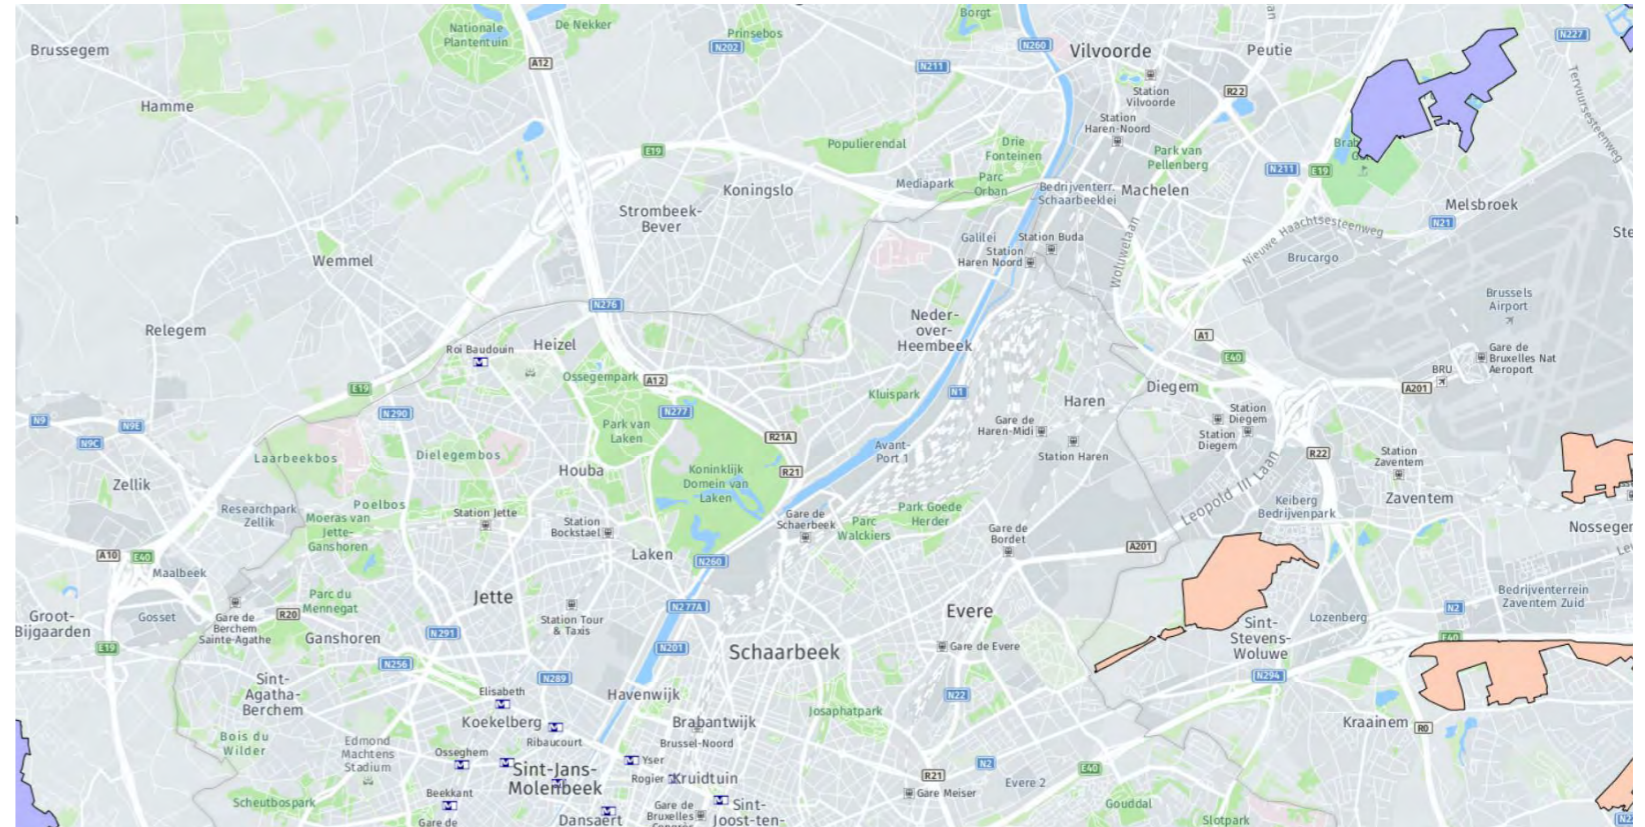 Borgt
De Nekker
Nationale
Plantentuin
Prinsebos
N202
N260
Vilvoorde
Peutie
N227
Brussegem
A12
N211
Station
Vilvoorde
R22
Tervuursesteenweg
Hamme
Station
Haren-Noord
E19
Populierendal
Drie
Fonteinen
Park van
Pellenberg
Parc
Orban
N211
E19
Koningslo
Mediapark
Bedrijventerr.
Schaarbeeklei
Machelen
Melsbroek
Strombeek-
Bever
N21
Nieuwe Haachtsesteenweg
Galilei
Station Buda
Station
Haren Noord
Woluwelaan
Wemmel
Brucargo
Brussels
Airport
N276
Neder-
over-
Heembeek
Relegem
Roi Baudouin
Heizel
A1
E40
Gare de
Bruxelles Nat
Aeroport
BRU
Ossegempark
A12
Diegem
A201
E19
Kluispark
N1
Haren
N9
N9E
N9C
N290
N277
Park van
Laken
Station
Diegem
Station
Diegem
Gare de
Haren-Midi
R21A
Avant-
Port 1
Station Haren
Laarbeekbos
Dielegembos
Houba
Koninklijk
Domein van
Laken
R21
R22
Station
Zaventem
Leopold III Laan
Zellik
Poelbos
Zaventem
Keiberg
Bedrijvenpark
Researchpark
Zellik
Moeras van
Jette-
Ganshoren
Station Jette
Station
Bockstael
Gare de
Schaerbeek
Parc
Walckiers
Park Goede
Herder
Gare de
Bordet
A201
A10
E40
Laken
N260
Maalbeek
Parc du
Mennegat
Jette
N277A
Evere
N2
Bedrijventerrein
Zaventem Zuid
Groot-
Bijgaarden
Gosset
Gare de
Berchem
Sainte-Agathe
R20
Ganshoren
N291
Station Tour
& Taxis
Lozenberg
Sint-
Stevens-
Woluwe
E40
E19
N201
Schaarbeek
Gare de Evere
N256
N289
N294
Sint-
Agatha-
Berchem
Elisabeth
Havenwijk
N22
Koekelberg
Brabantwijk
Josaphatpark
Kraainem
R0
Bois du
Wilder
Edmond
Machtens
Stadium
Ribaucourt
Brussel-Noord
Osseghem
Yser
Sint-Jans-
Molenbeek
Rogier
Kruidtuin
R21
N2
Evere 2
E40
Beekkant
Gare Meiser
Scheutbospark
Dansaert
Gare de
Bruxelles
Sint-
Joost-ten-
Gouddal
Slotpark
Gare de